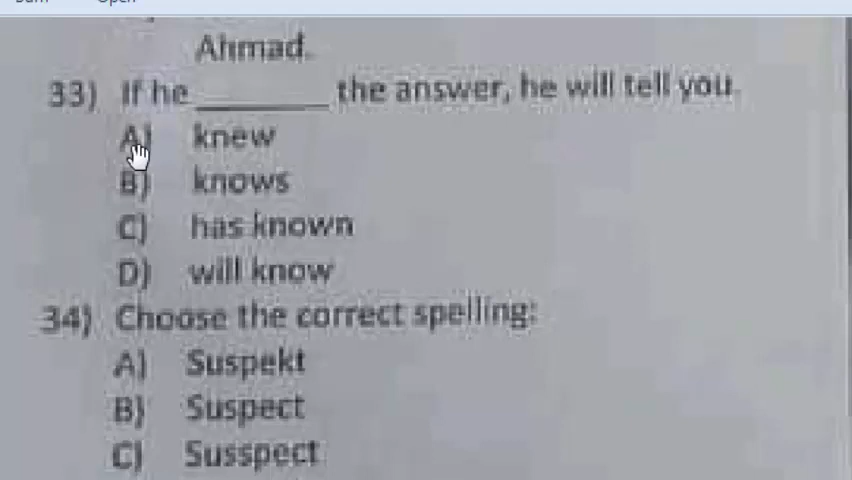 Ahmad.
33) If he ________ the answer, he will tell you.
A) knew
B) knows
C) has known
D) will know
34) Choose the correct spelling:
A) Suspekt
B) Suspect
C) Susspect